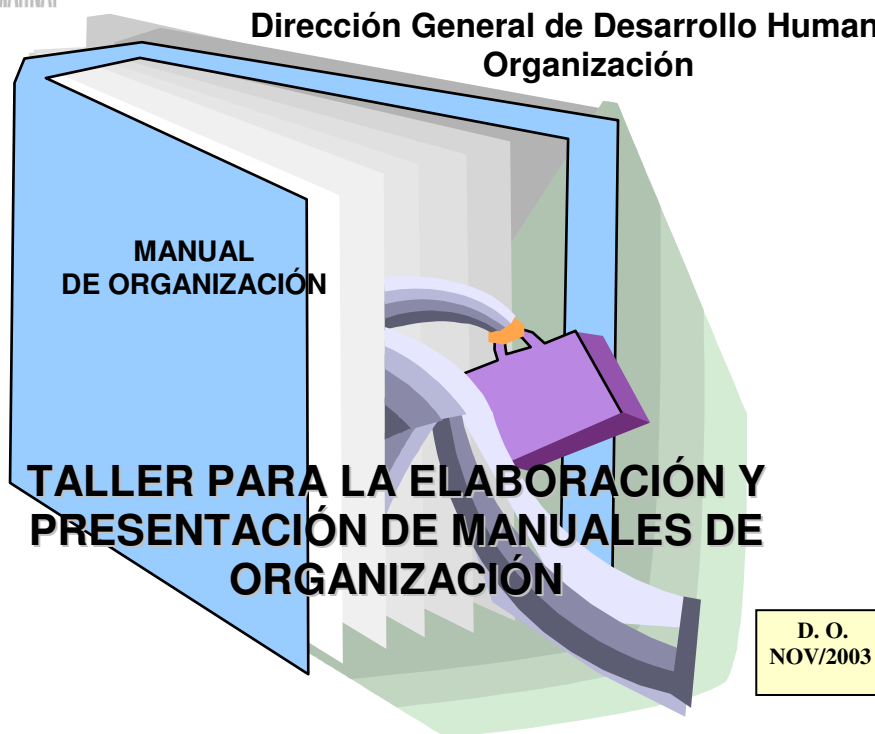 Dirección General de Desarrollo Human
Organización
MANUAL
DE ORGANIZACIÓN
TALLER PARA LA ELABORACIÓN Y
PRESENTACIÓN DE MANUALES DE
ORGANIZACIÓN
D. O.
NOV/2003